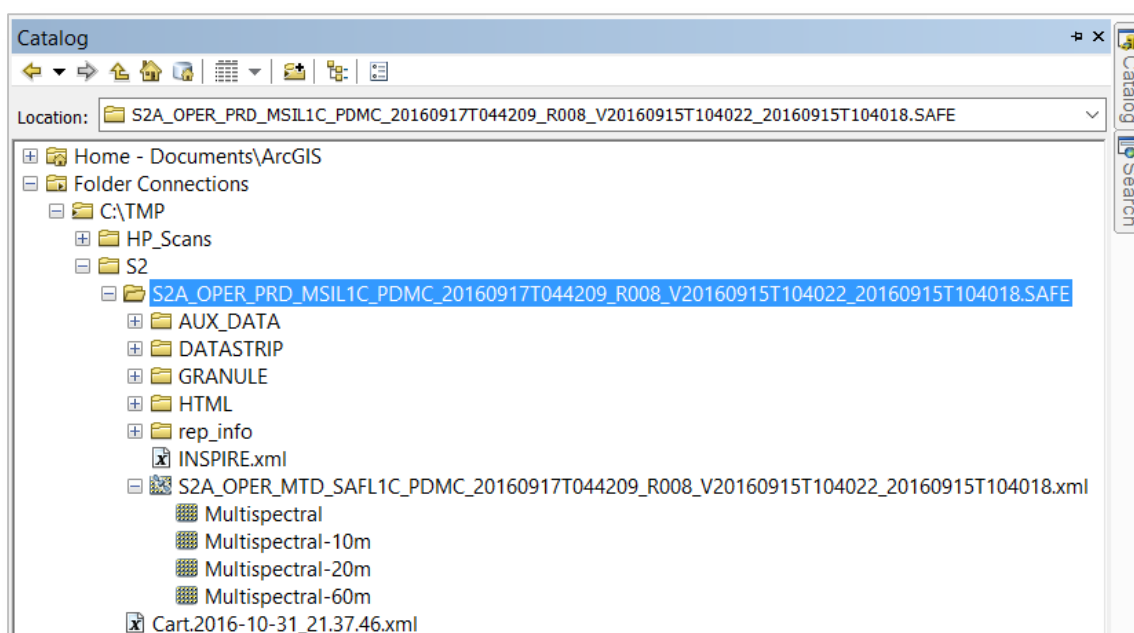 Catalog
Location: S2A_OPER_PRD_MSIL1C_PDMC_20160917T044209_R008_V20160915T104022_20160915T104018.SAFE
Home - Documents\ArcGIS
Folder Connections
C:\TMP
HP_Scans
S2
S2A_OPER_PRD_MSIL1C_PDMC_20160917T044209_R008_V20160915T104022_20160915T104018.SAFE
AUX_DATA
DATASTRIP
GRANULE
HTML
rep_info
INSPIRE.xml
S2A_OPER_MTD_SAFL1C_PDMC_20160917T044209_R008_V20160915T104022_20160915T104018.xml
Multispectral
Multispectral-10m
Multispectral-20m
Multispectral-60m
Cart.2016-10-31_21.37.46.xml
Catalog
Search